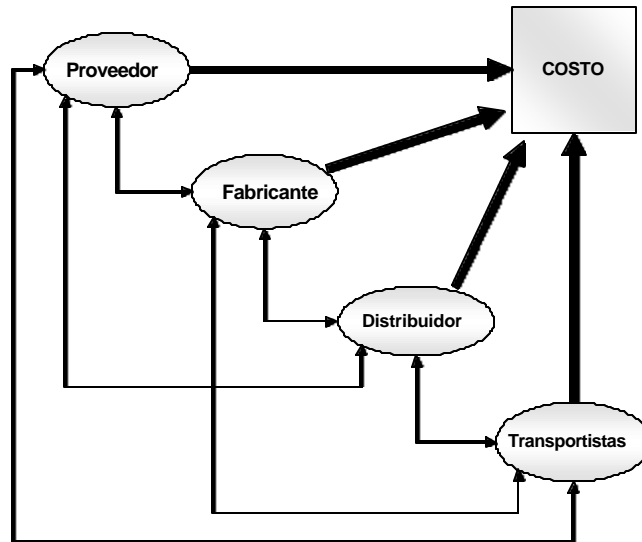 Proveedor
COSTO
Fabricante
Distribuidor
Transportistas